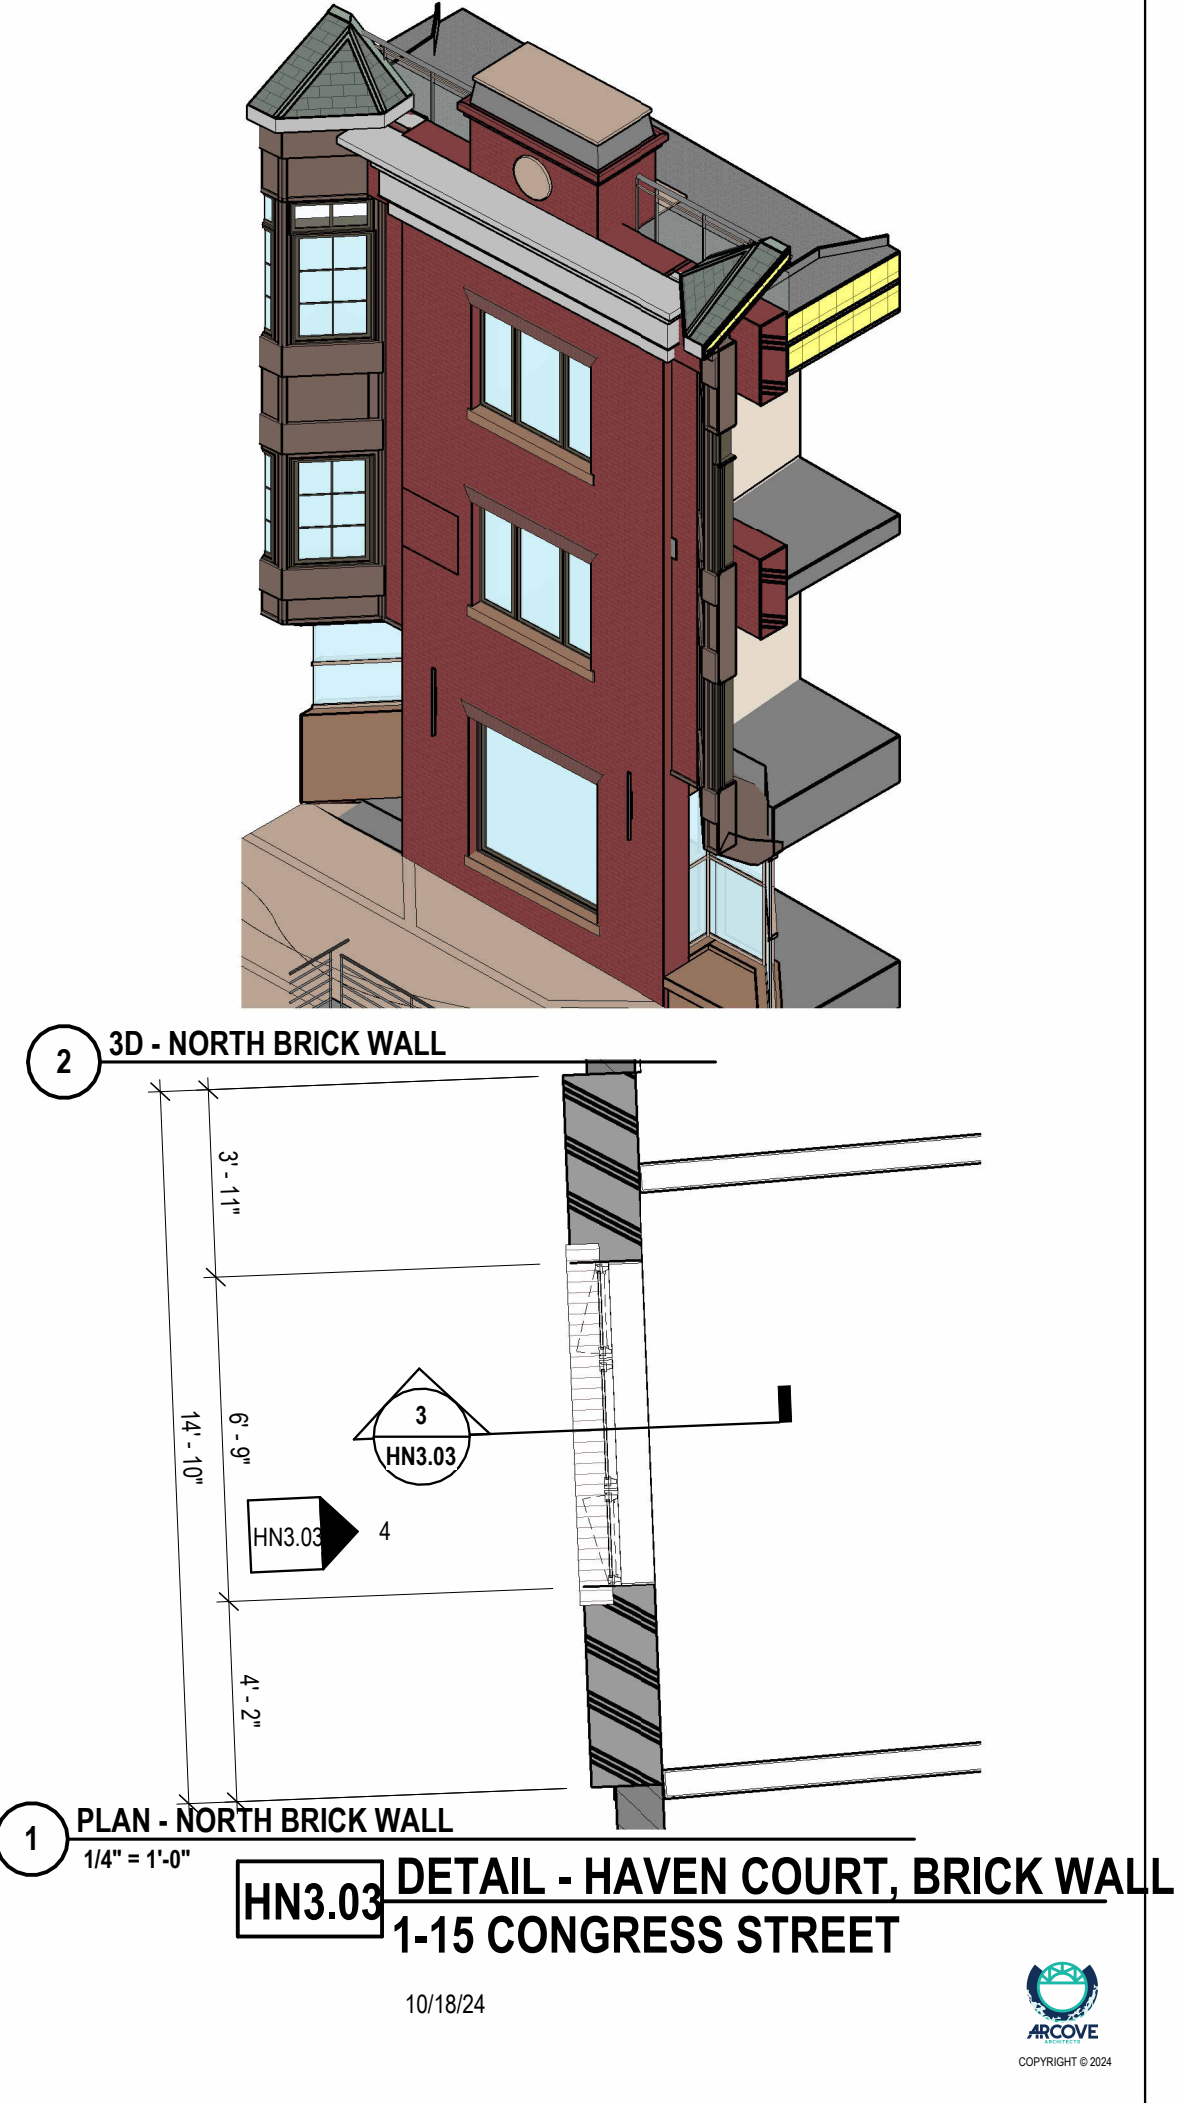 2
3D - NORTH BRICK WALL
3' - 11"
14' - 10"
6' - 9"
3
HN3.03
HN3.03
4
4' - 2"
1
PLAN - NORTH BRICK WALL
1/4" = 1'-0"
HN3.03
DETAIL - HAVEN COURT, BRICK WALL
1-15 CONGRESS STREET
10/18/24
ARCOVE
ARCHITECTS
COPYRIGHT © 2024